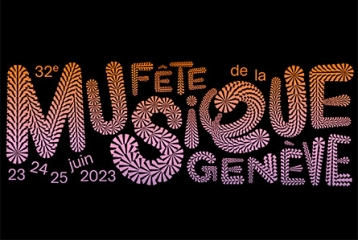 32e FÊTE de la
MUSIQUE
GENÈVE
23 24 25 juin 2023